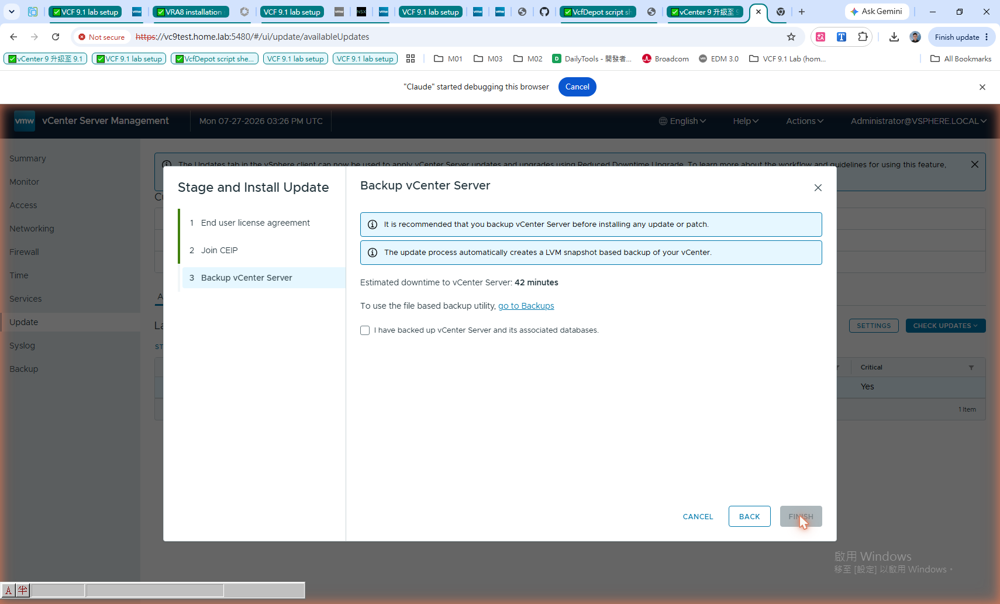 ✅VCF 9.1 lab setup
vmw
✅VRA8 installation
VCF 9.1 lab setup
vmw
NSX
vmw
VCF 9.1 lab setup
vmw
vmw
✅VcfDepot script sh
✅vCenter 9 升級至 9
Ask Gemini
Not secure
https://vc9test.home.lab:5480/#/ui/update/availableUpdates
Finish update
✅vCenter 9 升級至 9.1
✅VCF 9.1 lab setup
✅VcfDepot script she...
VCF 9.1 lab setup
VCF 9.1 lab setup
M01
M03
M02
DailyTools - 開發者...
Broadcom
EDM 3.0
VCF 9.1 Lab (hom...
All Bookmarks
"Claude" started debugging this browser
Cancel
vmw
vCenter Server Management
Mon 07-27-2026 03:26 PM UTC
English
Help
Actions
Administrator@VSPHERE.LOCAL
Summary
Monitor
Access
Networking
Firewall
Time
Services
Update
Syslog
Backup
The Updates tab in the vSphere client can now be used to apply vCenter Server updates and upgrades using Reduced Downtime Upgrade. To learn more about the workflow and guidelines for using this feature,
Stage and Install Update
1 End user license agreement
2 Join CEIP
3 Backup vCenter Server
Backup vCenter Server
It is recommended that you backup vCenter Server before installing any update or patch.
The update process automatically creates a LVM snapshot based backup of your vCenter.
Estimated downtime to vCenter Server: 42 minutes
To use the file based backup utility, go to Backups
I have backed up vCenter Server and its associated databases.
CANCEL
BACK
FINISH
SETTINGS
CHECK UPDATES
Critical
Yes
1 Item
啟用 Windows
移至 [設定] 以啟用 Windows。
A 半